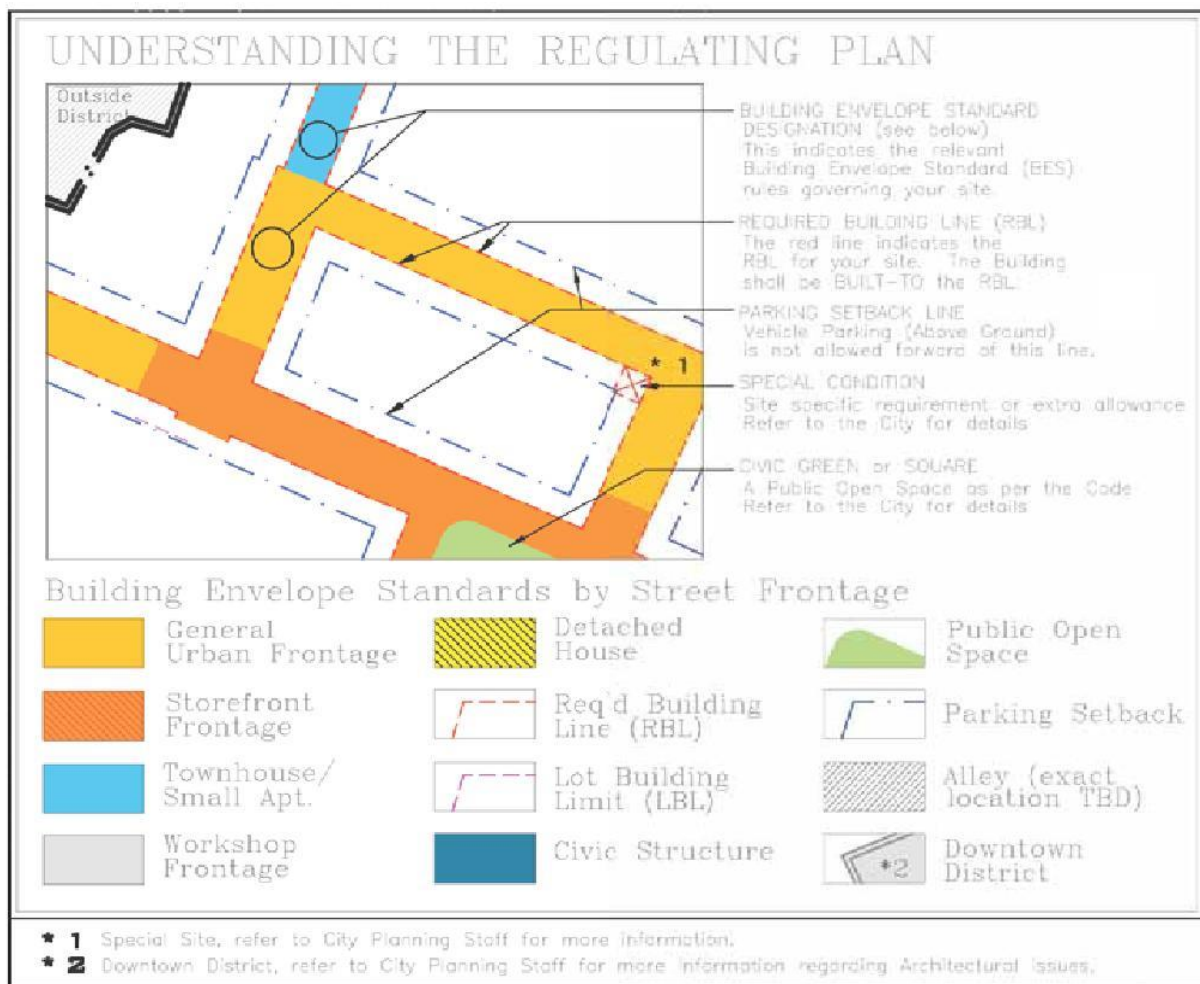 UNDERSTANDING THE REGULATING PLAN
Outside
District
BUILDING ENVELOPE STANDARD
DESIGNATION (see below)
This indicates the relevant
Building Envelope Standard (BES)
rules governing your site.
REQUIRED BUILDING LINE (RBL)
The red line indicates the
RBL for your site. The Building
shall be BUILT-TO the RBL.
PARKING SETBACK LINE
Vehicle Parking (Above Ground)
is not allowed forward of this line.
* 1
SPECIAL CONDITION
Site specific requirement or extra allowance
Refer to the City for details
CIVIC GREEN or SQUARE
A Public Open Space as per the Code
Refer to the City for details
Building Envelope Standards by Street Frontage
General
Urban Frontage
Storefront
Frontage
Townhouse/
Small Apt.
Workshop
Frontage
Detached
House
Req'd Building
Line (RBL)
Lot Building
Limit (LBL)
Civic Structure
Public Open
Space
Parking Setback
Alley (exact
location TBD)
*2
Downtown
District
* 1 Special Site, refer to City Planning Staff for more information.
* 2 Downtown District, refer to City Planning Staff for more information regarding Architectural issues.